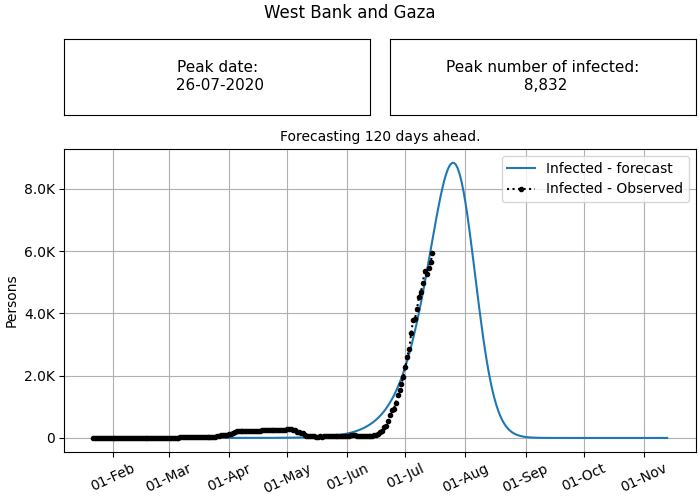 West Bank and Gaza
Peak date:
26-07-2020
Peak number of infected:
8,832
Forecasting 120 days ahead.
Infected - forecast
Infected - Observed
8.0K
6.0K
4.0K
2.0K
0
Persons
01-Feb
01-Mar
01-Apr
01-May
01-Jun
01-Jul
01-Aug
01-Sep
01-Oct
01-Nov